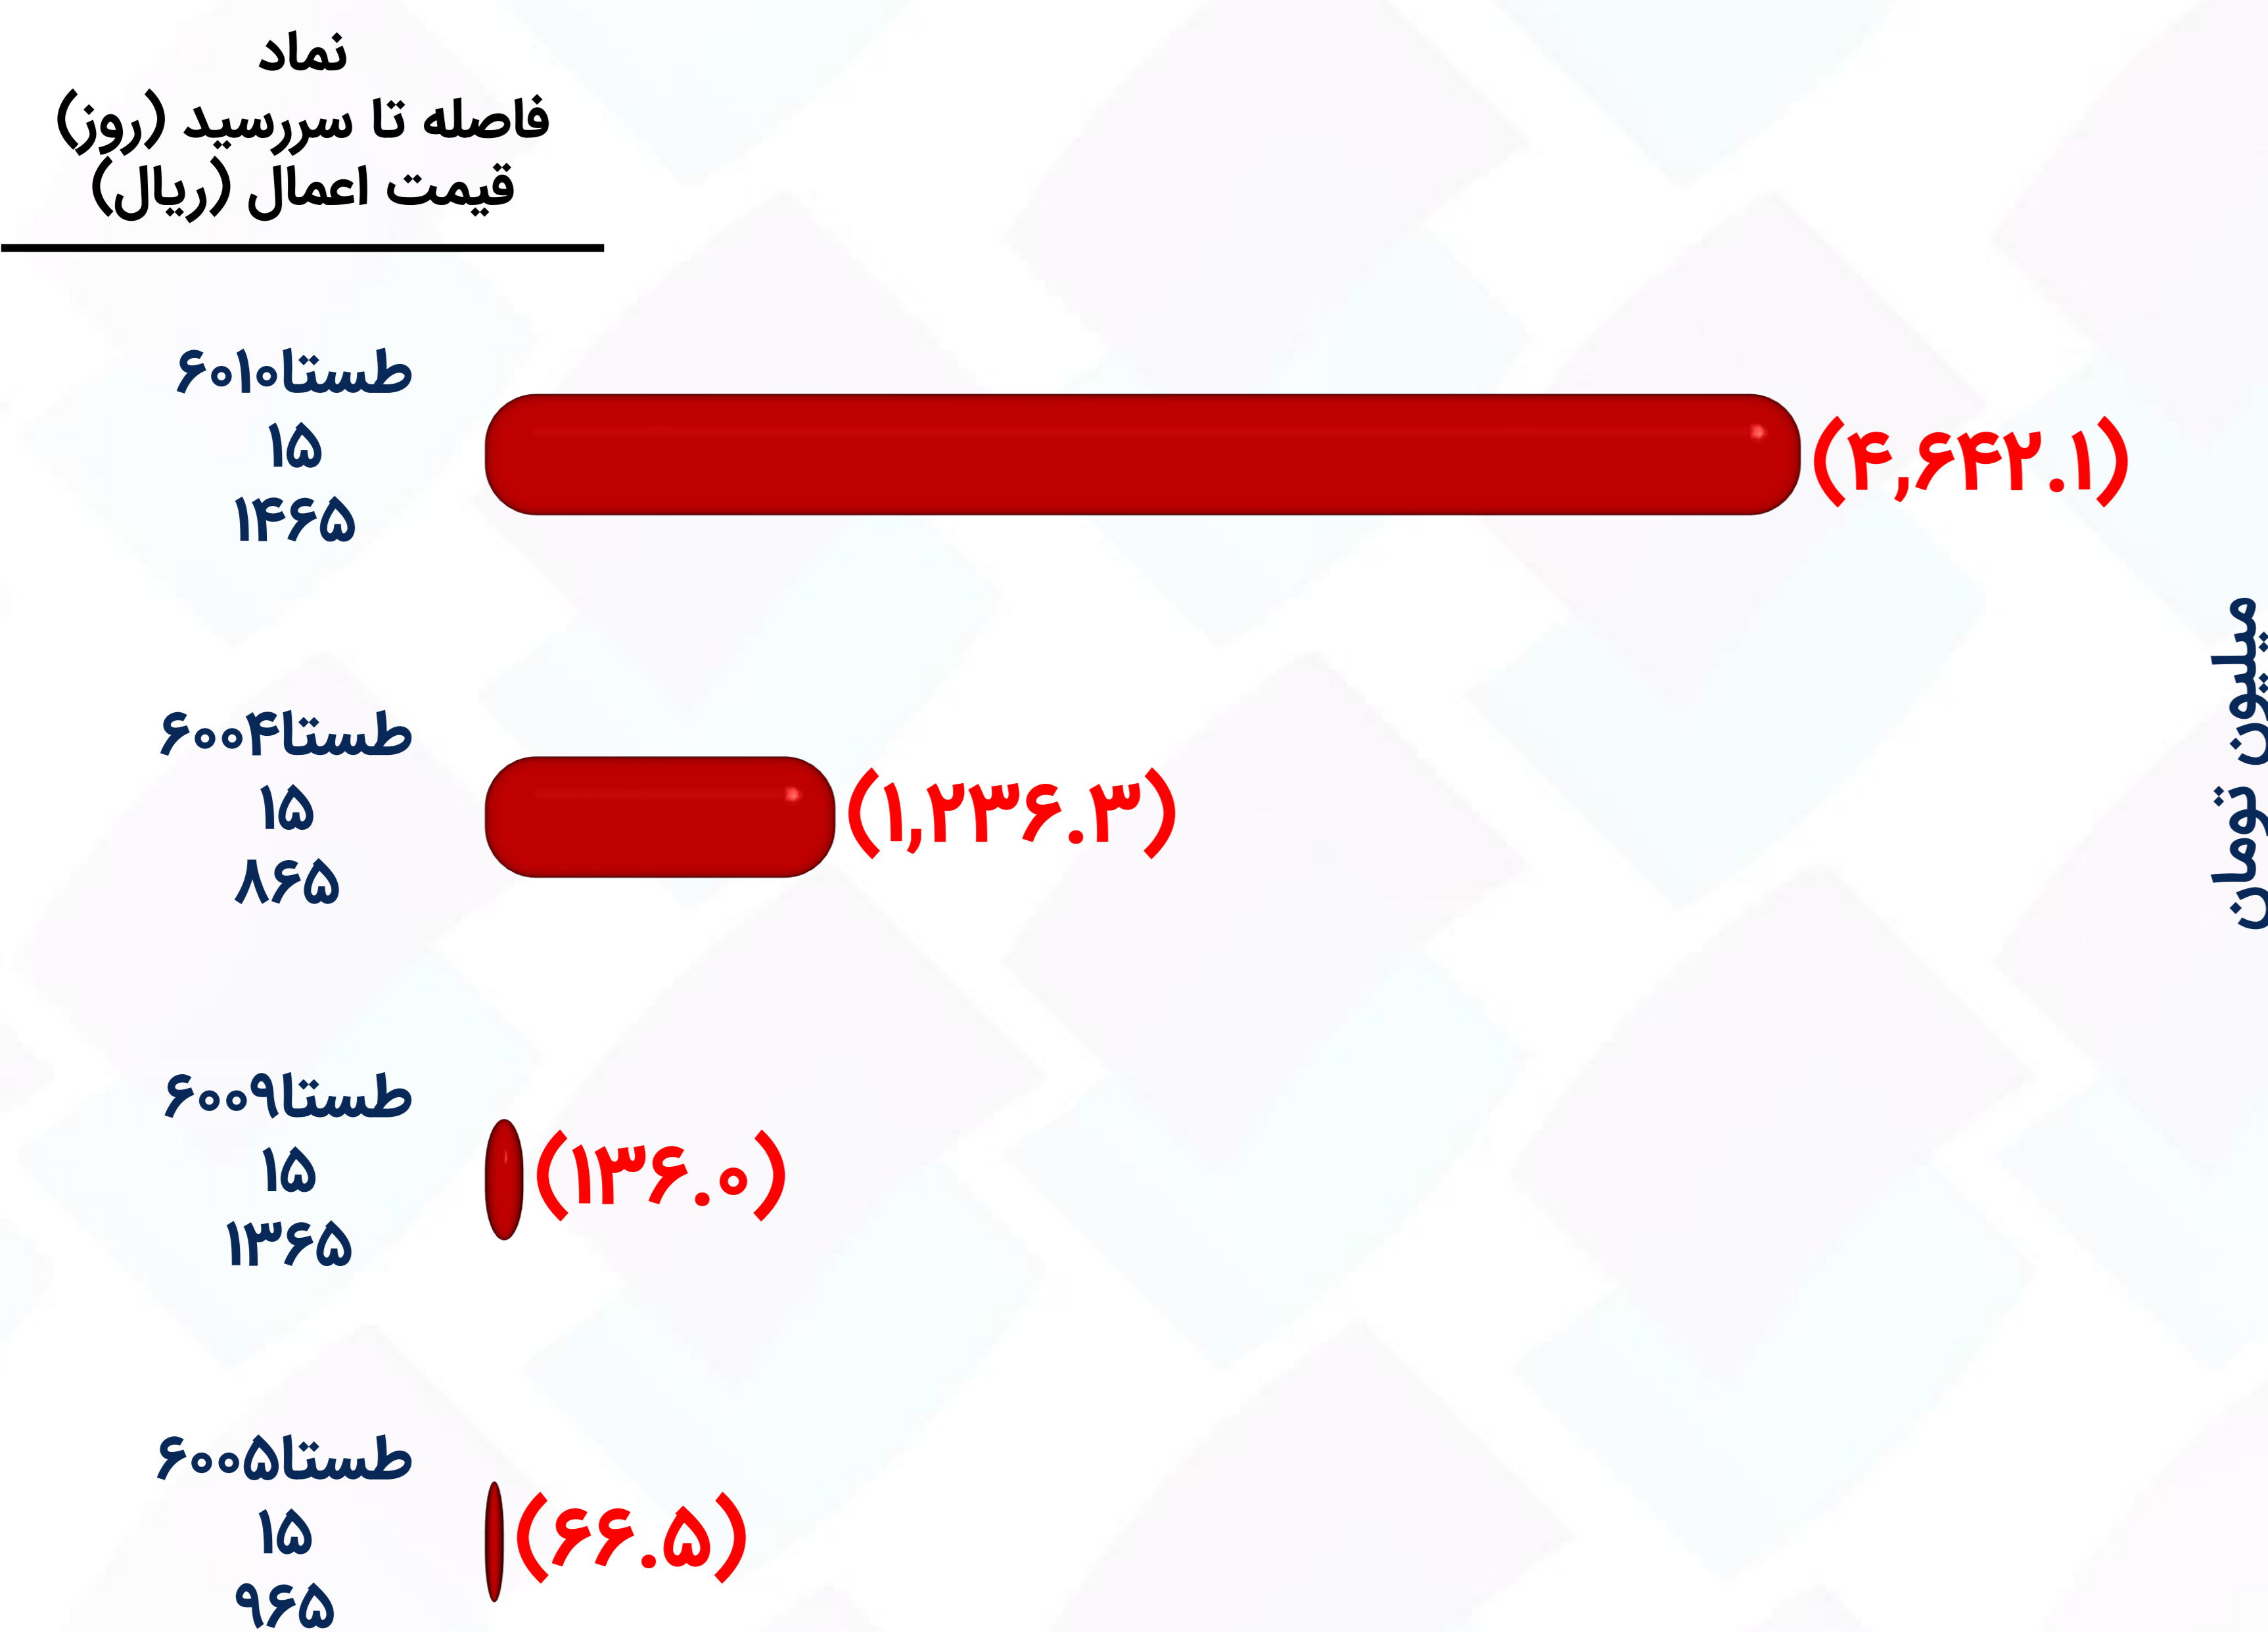 نماد
فاصله تا سررسید (روز)
قیمت اعمال (ریال)
طستا۶۰۱۰
۱۵
۱۴۶۵
(۴,۶۴۲.۱)
طستا۶۰۰۴
۱۵
۸۶۵
(۱,۲۳۶.۳)
طستا۶۰۰۹
۱۵
۱۳۶۵
(۱۳۶.۰)
طستا۶۰۰۵
۱۵
۹۶۵
(۶۶.۵)
میلیون تومان